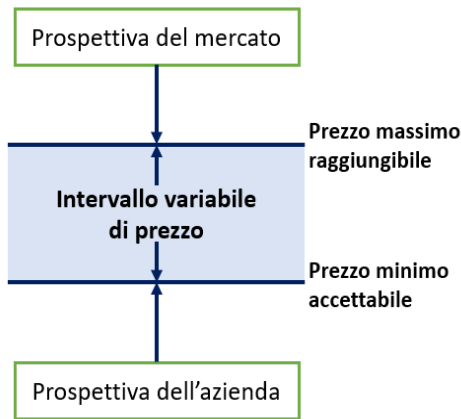 Prospettiva del mercato
Prezzo massimo
raggiungibile
Intervallo variabile
di prezzo
Prezzo minimo
accettabile
Prospettiva dell'azienda